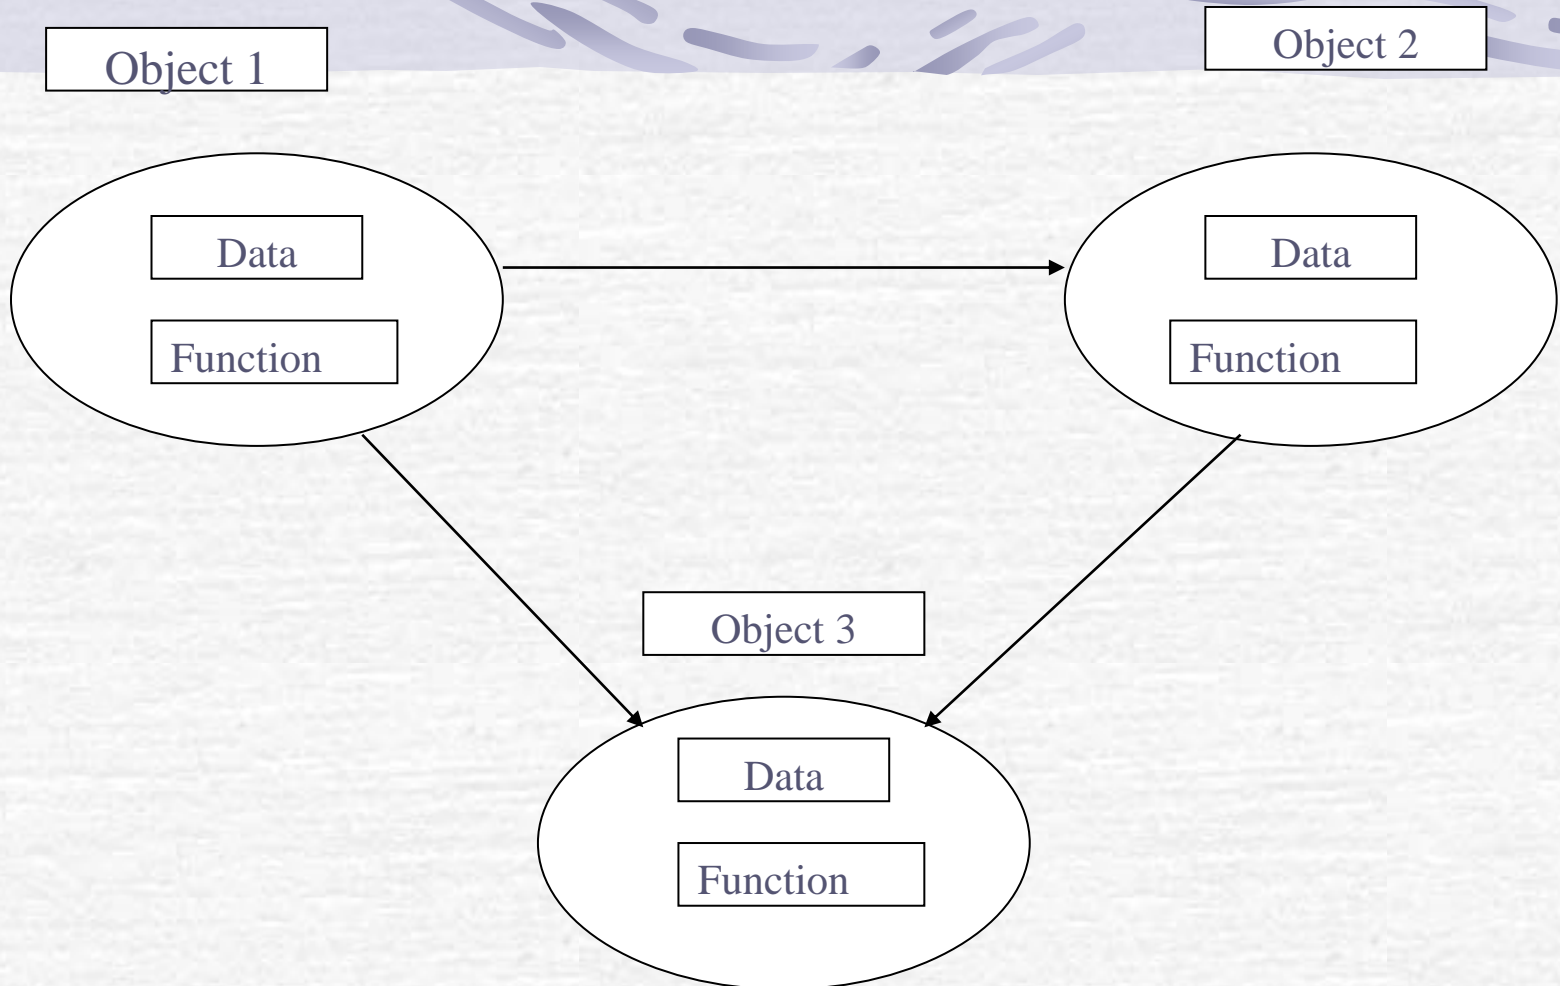 Object 1
Object 2
Data
Function
Data
Function
Object 3
Data
Function